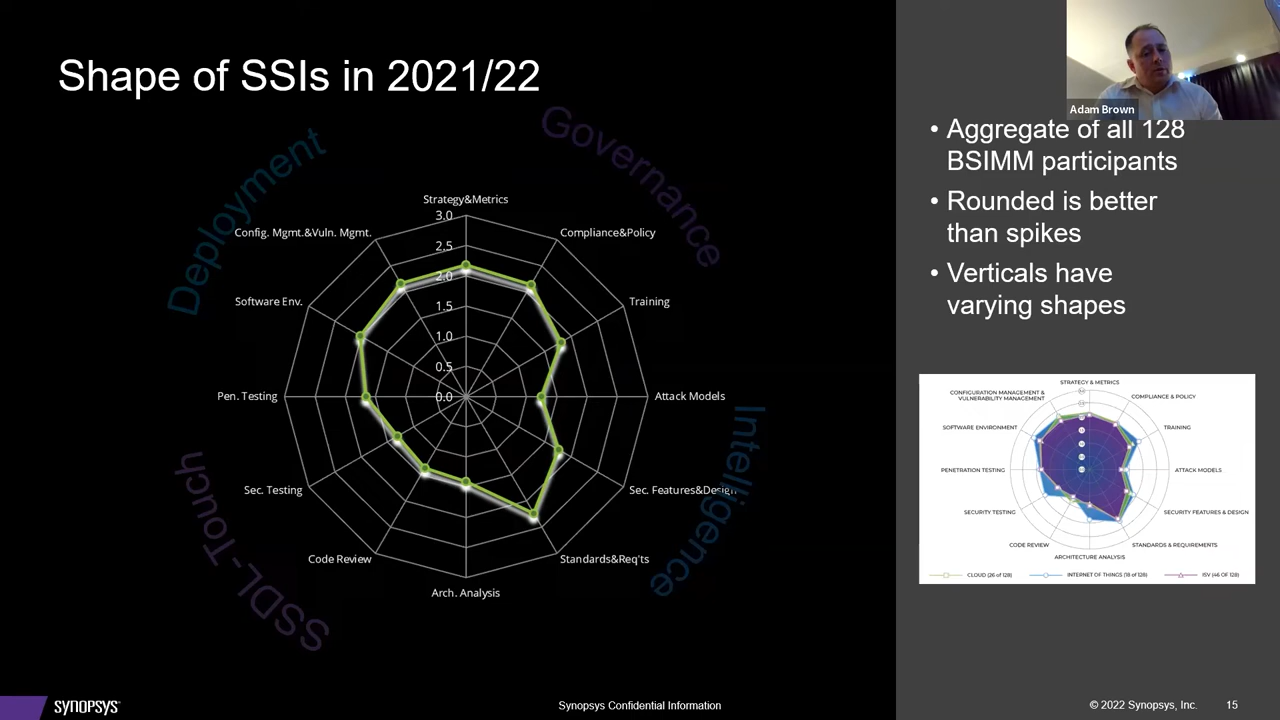 Shape of SSIs in 2021/22
Deployment
Governance
Intelligence
SSDL-Touch
Strategy&Metrics
3.0
2.5
2.0
1.5
1.0
0.5
0.0
Compliance&Policy
Training
Attack Models
Sec. Features&Design
Standards&Req'ts
Arch. Analysis
Code Review
Sec. Testing
Pen. Testing
Software Env.
Config. Mgmt.&Vuln. Mgmt.
Adam Brown
• Aggregate of all 128
BSIMM participants
• Rounded is better
than spikes
• Verticals have
varying shapes
STRATEGY & METRICS
COMPLIANCE & POLICY
TRAINING
ATTACK MODELS
SECURITY FEATURES & DESIGN
STANDARDS & REQUIREMENTS
ARCHITECTURE ANALYSIS
CODE REVIEW
SECURITY TESTING
PENETRATION TESTING
SOFTWARE ENVIRONMENT
CONFIGURATION MANAGEMENT &
VULNERABILITY MANAGEMENT
CLOUD (26 of 128)
INTERNET OF THINGS (18 of 128)
ISV (46 OF 128)
SYNOPSYS
Synopsys Confidential Information
© 2022 Synopsys, Inc.
15